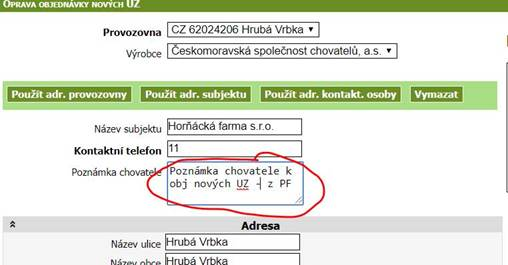 OPRAVA OBJEDNÁVKY NOVÝCH UZ
Provozovna CZ 62024206 Hrubá Vrbka
Výrobce Českomoravská společnost chovatelů, a.s.
Použít adr. provozovny Použít adr. subjektu Použít adr. kontakt. osoby Vymazat
Název subjektu Horňácká farma s.r.o.
Kontaktní telefon 11
Poznámka chovatele Poznámka chovatele k
obj nových UZ - z PF
Adresa
Název ulice Hrubá Vrbka
Název obce Hrubá Vrbka